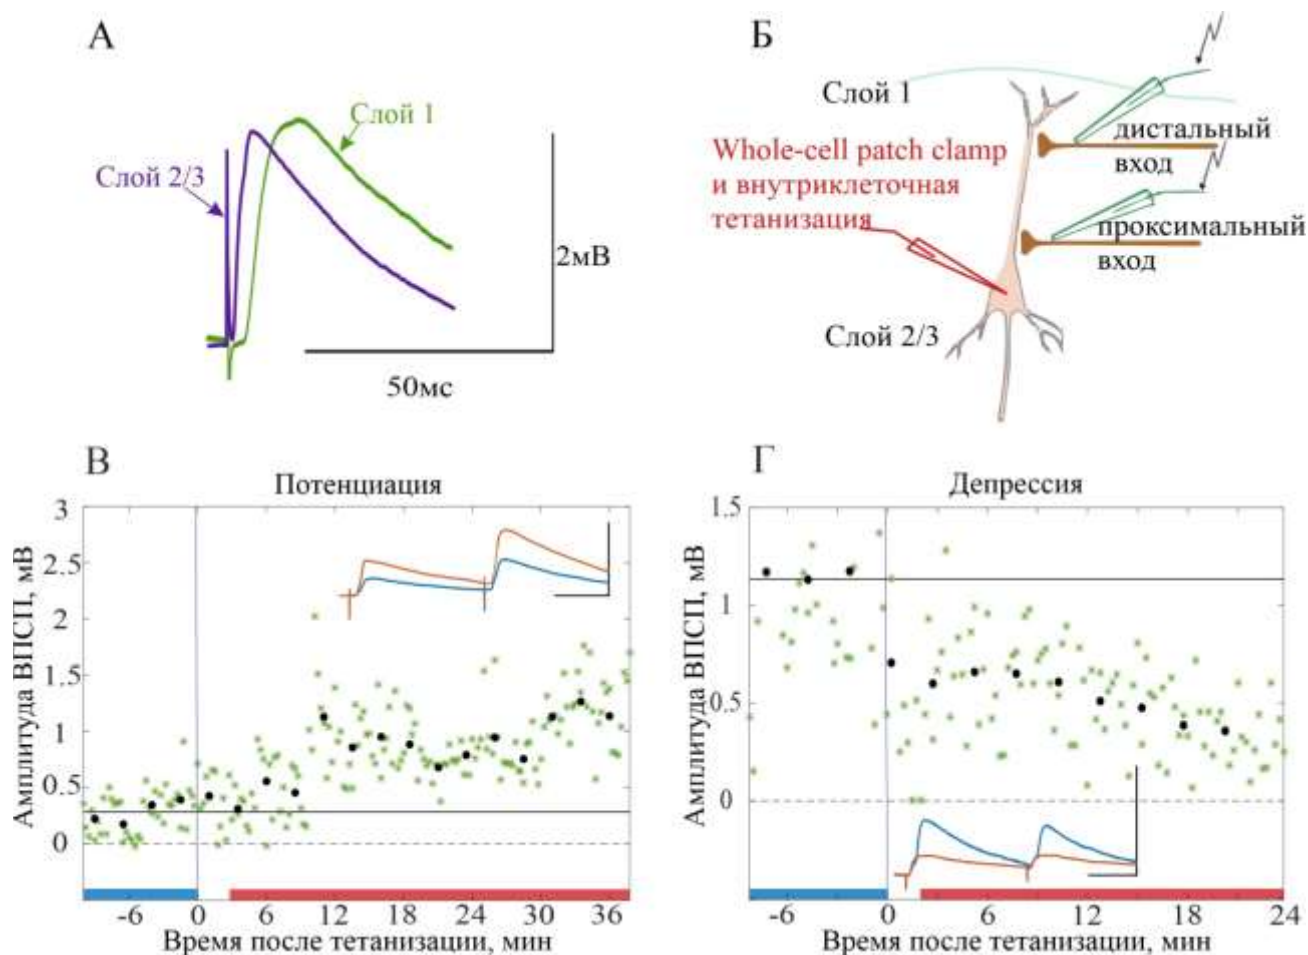 А
Слой 1
Слой 2/3
2мВ
50мс
Б
Слой 1
дистальный
вход
Whole-cell patch clamp
и внутриклеточная
тетанизация
проксимальный
вход
Слой 2/3
В
Потенциация
Амплитуда ВПСП, мВ
3
2.5
2
1.5
1
0.5
0
-6 0 6 12 18 24 30 36
Время после тетанизации, мин
Г
Депрессия
Амплитуда ВПСП, мВ
1.5
1
0.5
0
-6 0 6 12 18 24
Время после тетанизации, мин